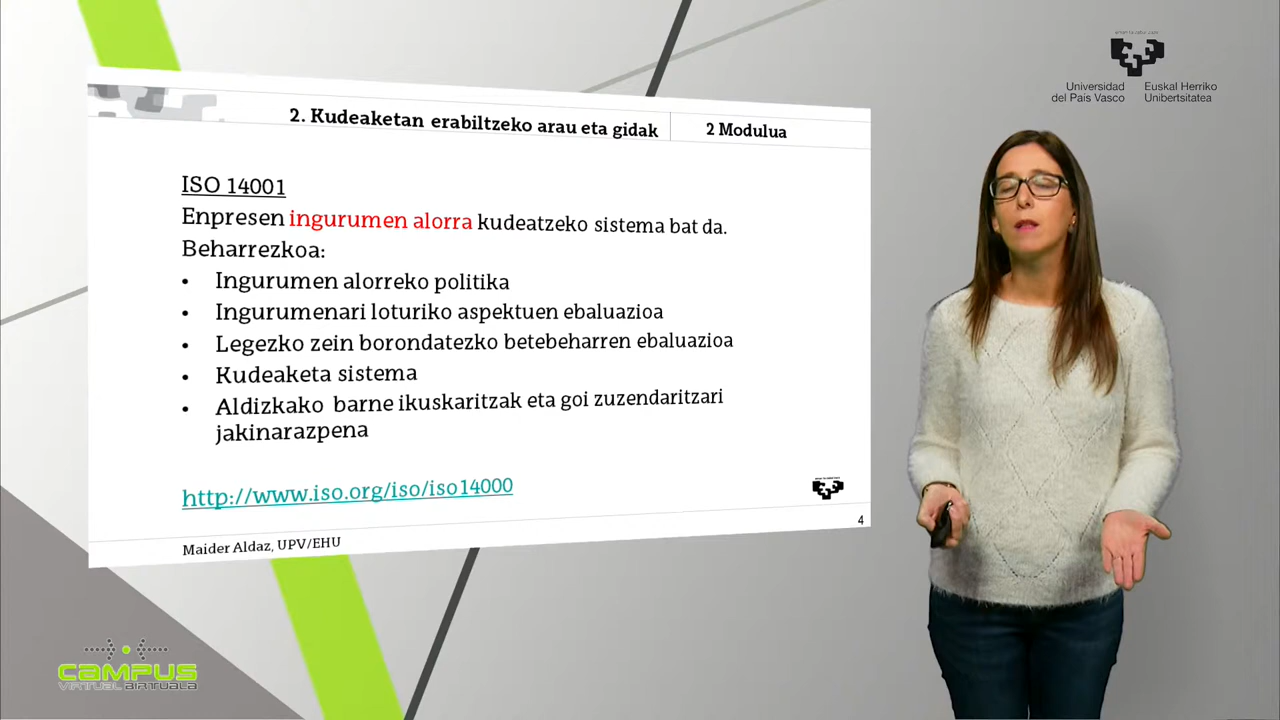 2. Kudeaketan erabiltzeko arau eta gidak
2 Modulua
ISO 14001
Enpresen ingurumen alorra kudeatzeko sistema bat da.
Beharrezkoa:
• Ingurumen alorreko politika
• Ingurumenari loturiko aspektuen ebaluazioa
• Legezko zein borondatezko betebeharren ebaluazioa
• Kudeaketa sistema
• Aldizkako barne ikuskaritzak eta goi zuzendaritzari
jakinarazpena
http://www.iso.org/iso/iso14000
4
Maider Aldaz, UPV/EHU
Universidad
del País Vasco
Euskal Herriko
Unibertsitatea
CAMPUS
VIRTUAL BIRTUALA